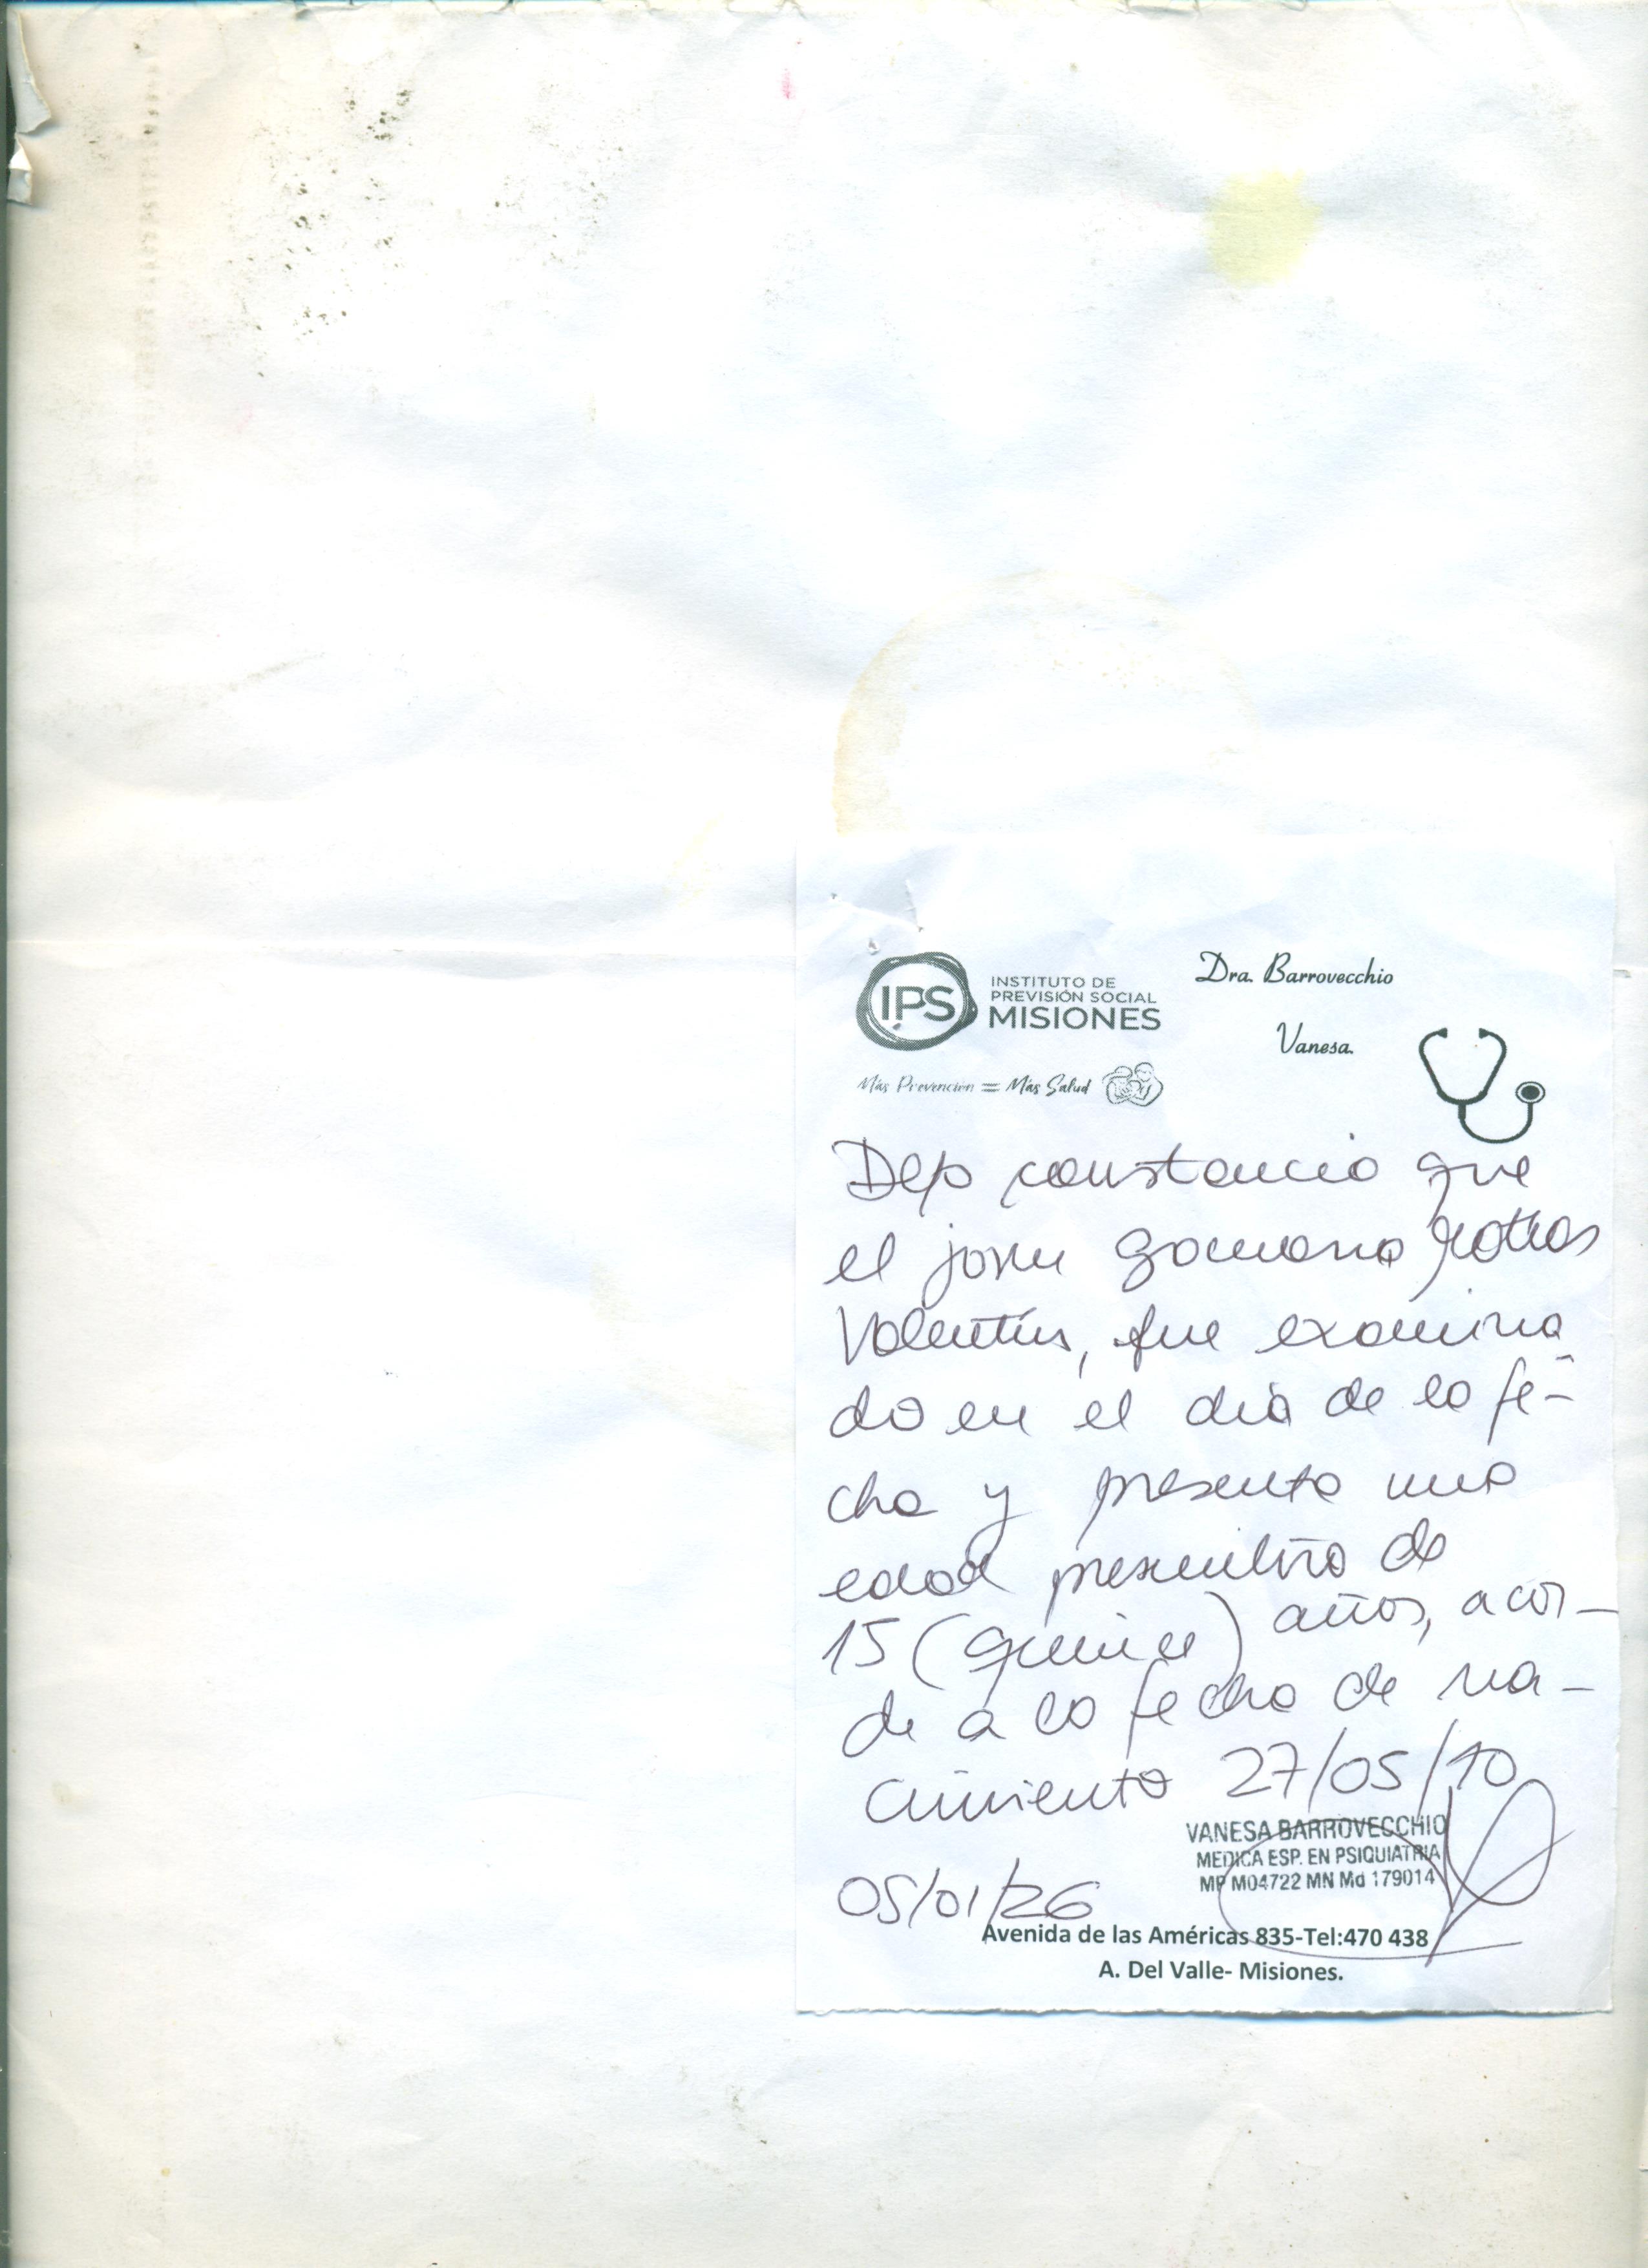 IPS
INSTITUTO DE
PREVISIÓN SOCIAL
MISIONES
Más Prevención = Más Salud
Dra. Barrovecchio
Vanesa.
Dejo constancia que
el joven
Valentín, fue examina
do en el día de la fe-
cha y presenta una
edad presuntiva de
15 (quince) años, acor-
de a la fecha de na-
cimiento 27/05/10
VANESA BARROVECCHIO
MEDICA ESP. EN PSIQUIATRIA
MP M04722 MN Md 179014
05/01/26
Avenida de las Américas 835-Tel:470 438
A. Del Valle- Misiones.